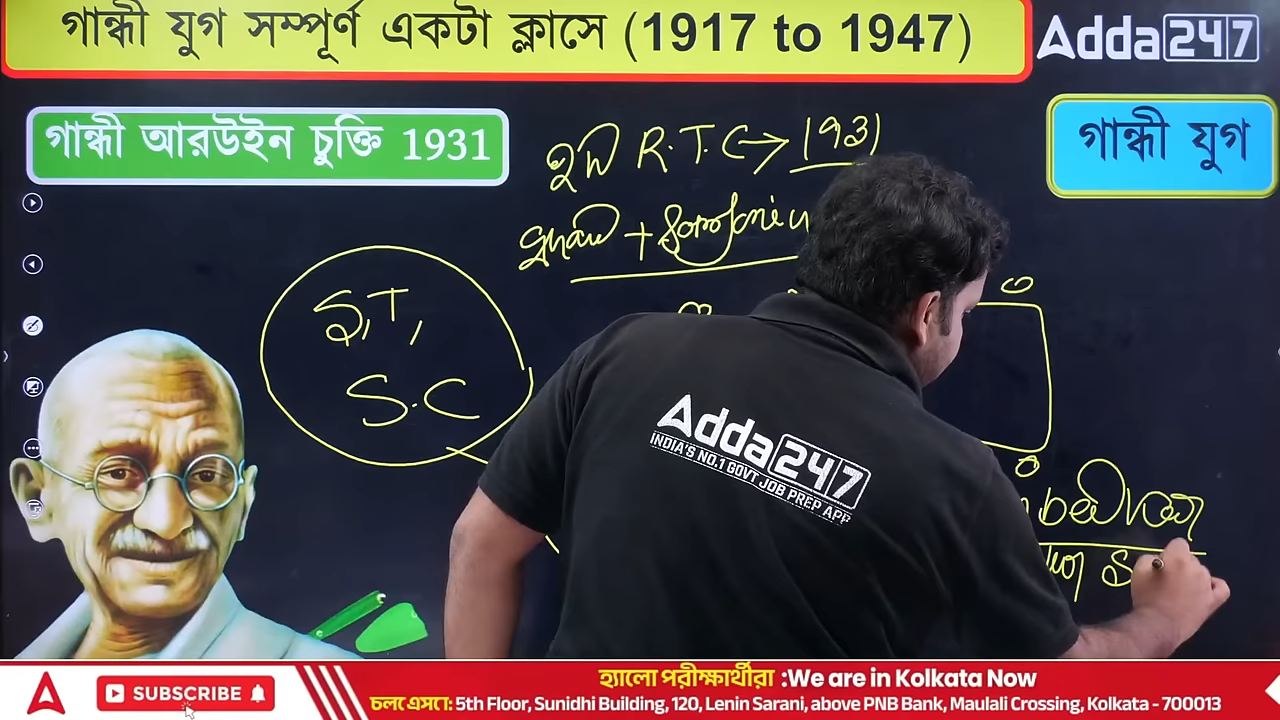 গান্ধী যুগ সম্পূর্ণ একটা ক্লাসে (1917 to 1947)
Adda247
গান্ধী আরউইন চুক্তি 1931
গান্ধী যুগ
R.T.C → 1931
S.T,
S.C
Adda247
INDIA'S NO.1 GOVT JOB PREP APP
SUBSCRIBE
হ্যালো পরীক্ষার্থীরা :We are in Kolkata Now
চলে এসো: 5th Floor, Sunidhi Building, 120, Lenin Sarani, above PNB Bank, Maulali Crossing, Kolkata - 700013